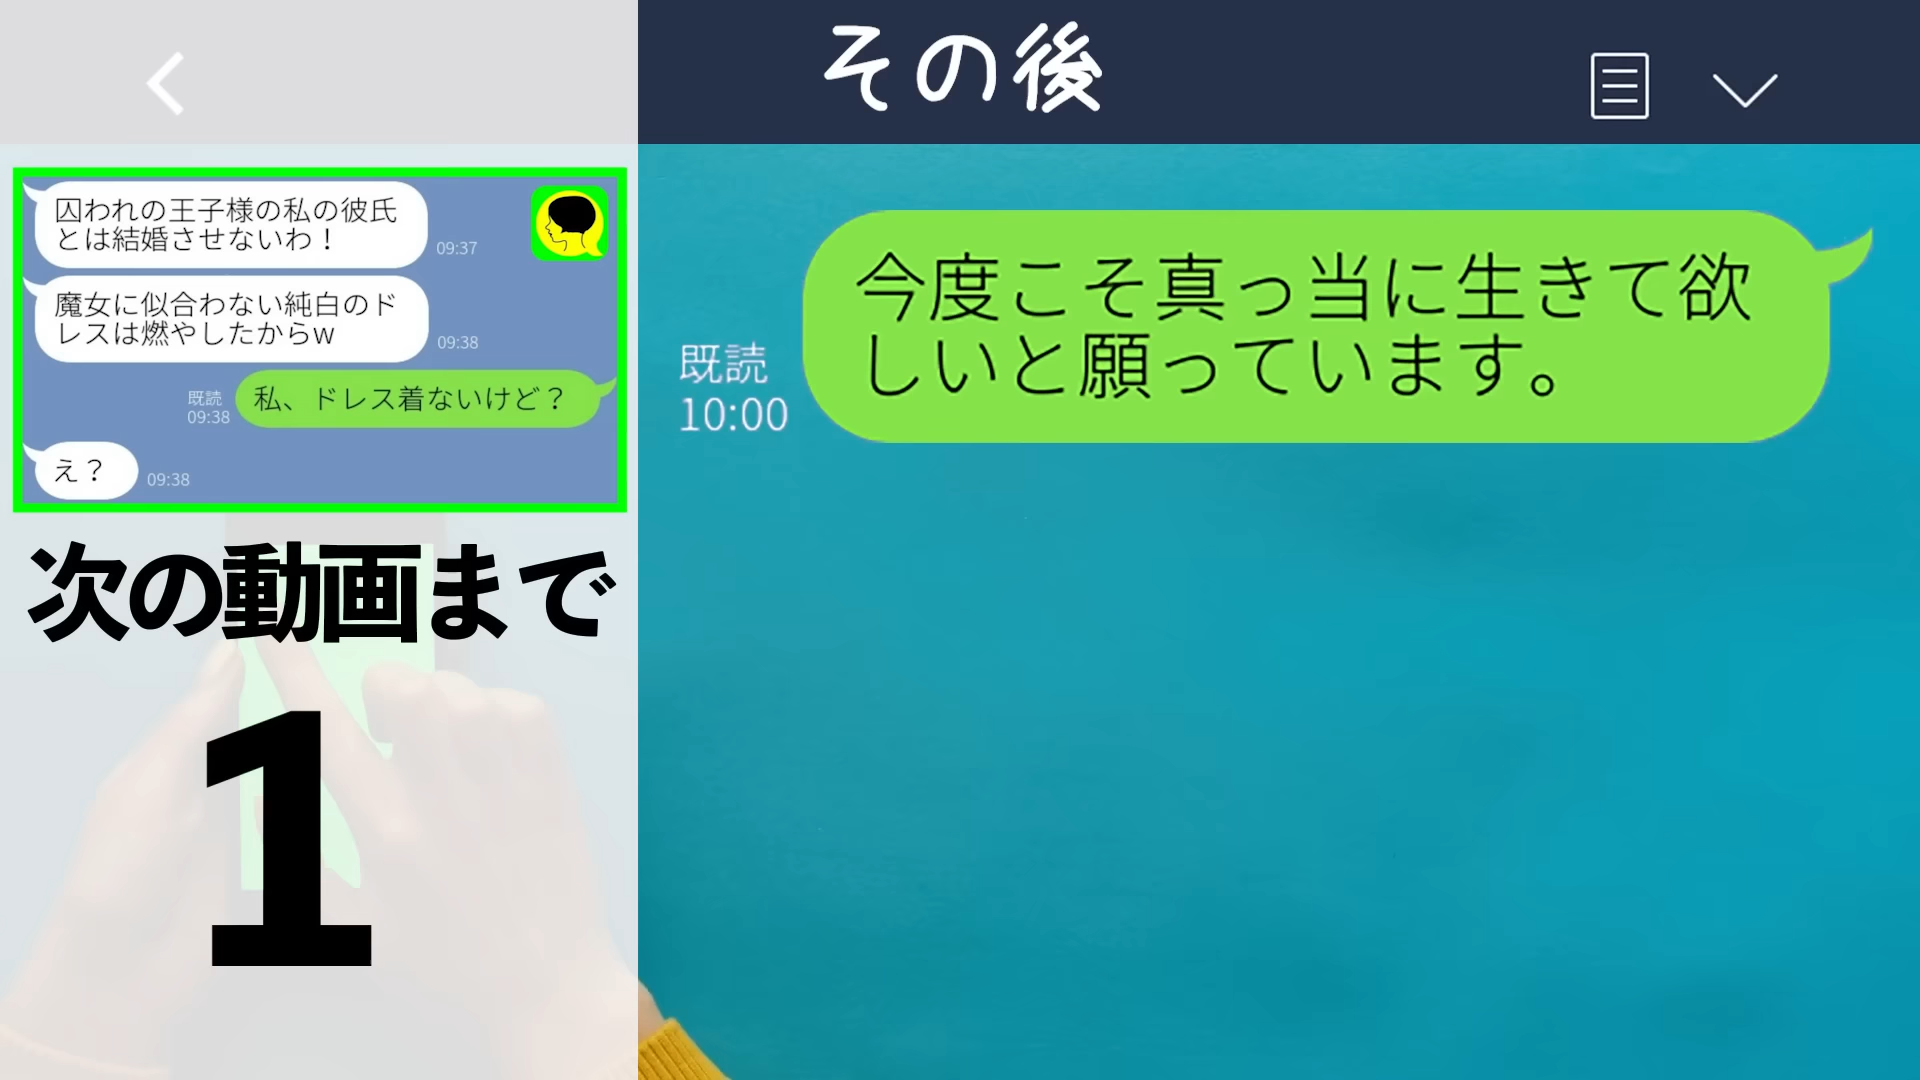 その後
囚われの王子様の私の彼氏
とは結婚させないわ！
09:37
魔女に似合わない純白のド
レスは燃やしたからw
09:38
私、ドレス着ないけど？
既読
09:38
え？
09:38
次の動画まで
1
今度こそ真っ当に生きて欲
しいと願っています。
既読
10:00